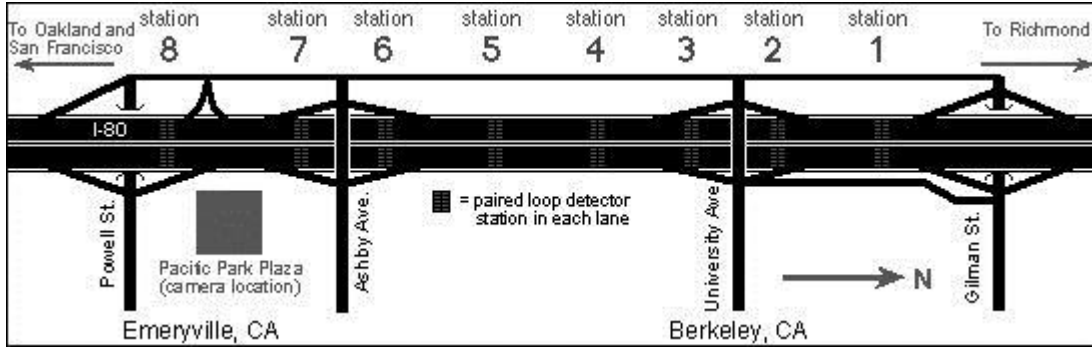 To Oakland and
San Francisco
station
8
station
7
station
6
station
5
station
4
station
3
station
2
station
1
To Richmond
I-80
Powell St.
Pacific Park Plaza
(camera location)
Ashby Ave.
= paired loop detector
station in each lane
University Ave
N
Gilman St.
Emeryville, CA
Berkeley, CA